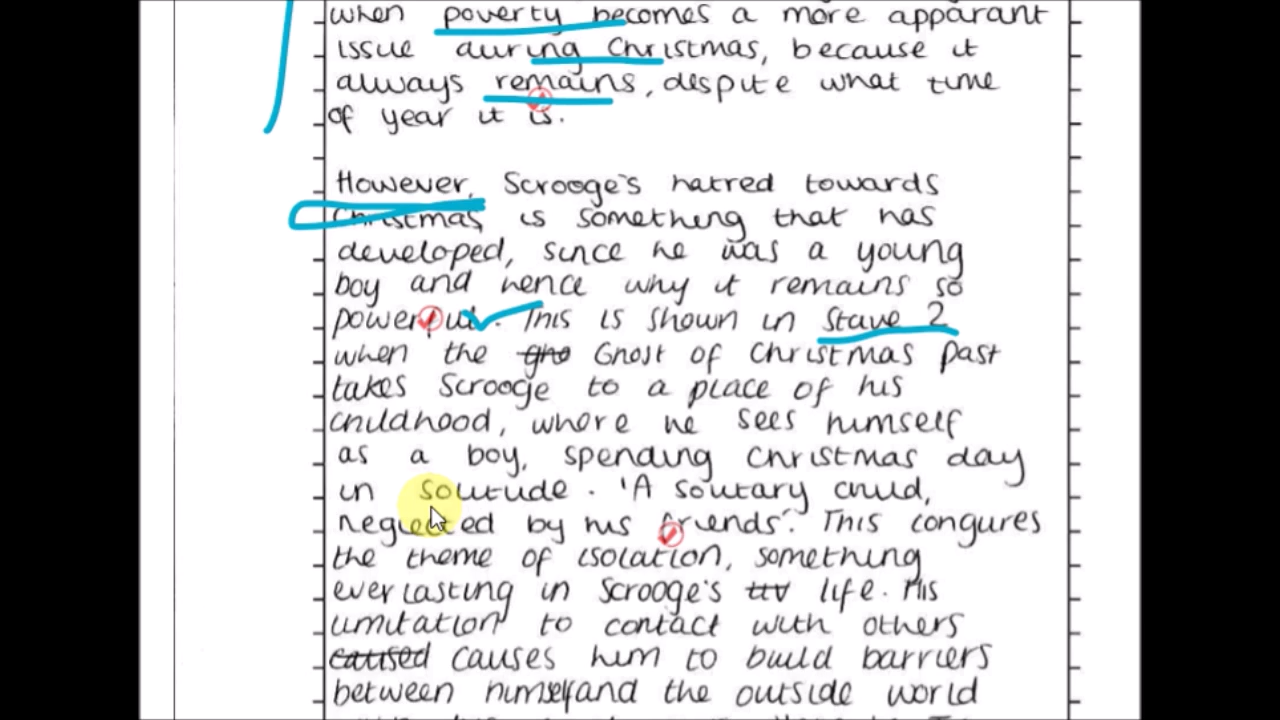 when poverty becomes a more apparant
issue during Christmas, because it
always remains, despite what time
of year it is.
However, Scrooge's hatred towards
Christmas is something that has
developed, since he was a young
boy and hence why it remains so
powerful. This is shown in Stave 2
when the gho Ghost of Christmas Past
takes Scrooge to a place of his
childhood, where he sees himself
as a boy, spending Christmas day
in solitude. 'A solitary child,
neglected by his friends'. This congures
the theme of isolation, something
everlasting in Scrooge's life. His
limitation to contact with others
caused causes him to build barriers
between himself and the outside world